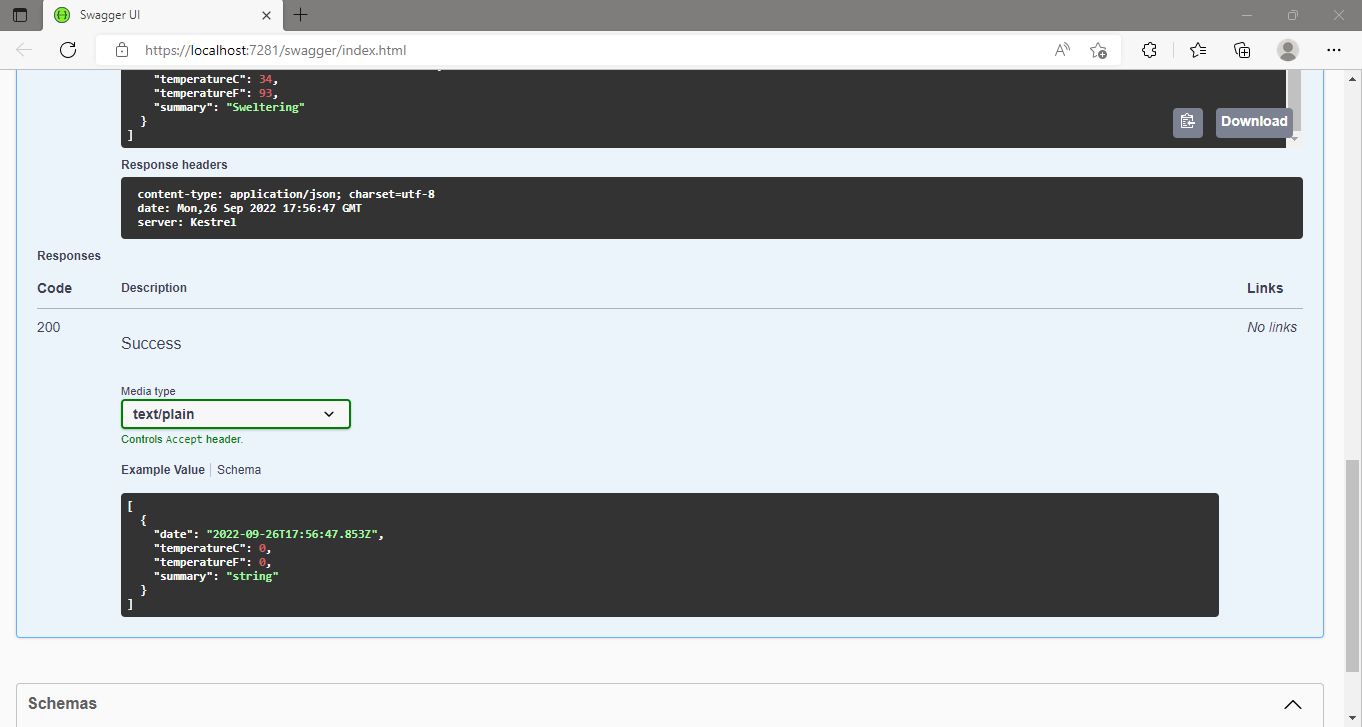 Swagger UI
https://localhost:7281/swagger/index.html
"temperatureC": 34,
"temperatureF": 93,
"summary": "Sweltering"
}
]
Download
Response headers
content-type: application/json; charset=utf-8
date: Mon,26 Sep 2022 17:56:47 GMT
server: Kestrel
Responses
Code Description Links
200 Success No links
Media type
text/plain
Controls Accept header.
Example Value Schema
[
{
"date": "2022-09-26T17:56:47.853Z",
"temperatureC": 0,
"temperatureF": 0,
"summary": "string"
}
]
Schemas